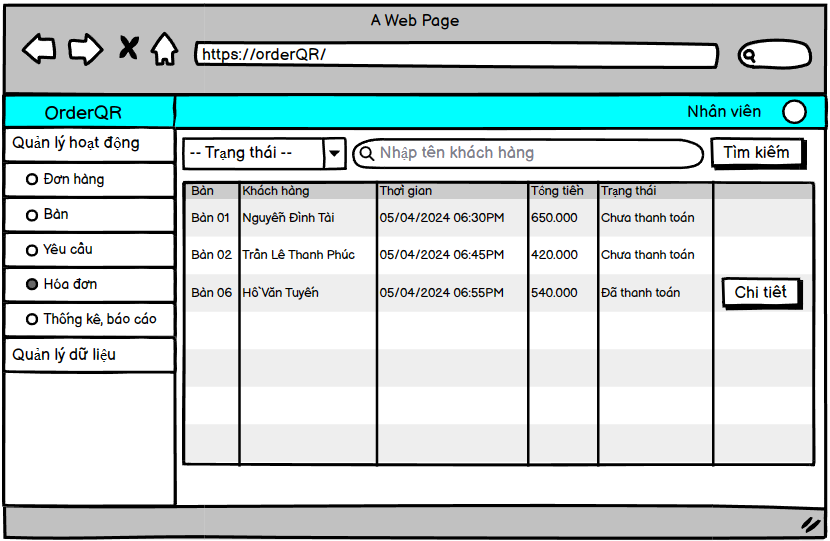 A Web Page
https://orderQR/
OrderQR
Nhân viên
Quản lý hoạt động
Đơn hàng
Bàn
Yêu cầu
Hóa đơn
Thống kê, báo cáo
Quản lý dữ liệu
-- Trạng thái --
Nhập tên khách hàng
Tìm kiếm
Bàn Khách hàng Thời gian Tổng tiền Trạng thái
Bàn 01 Nguyễn Đình Tài 05/04/2024 06:30PM 650.000 Chưa thanh toán
Bàn 02 Trần Lê Thanh Phúc 05/04/2024 06:45PM 420.000 Chưa thanh toán
Bàn 06 Hồ Văn Tuyến 05/04/2024 06:55PM 540.000 Đã thanh toán Chi tiết